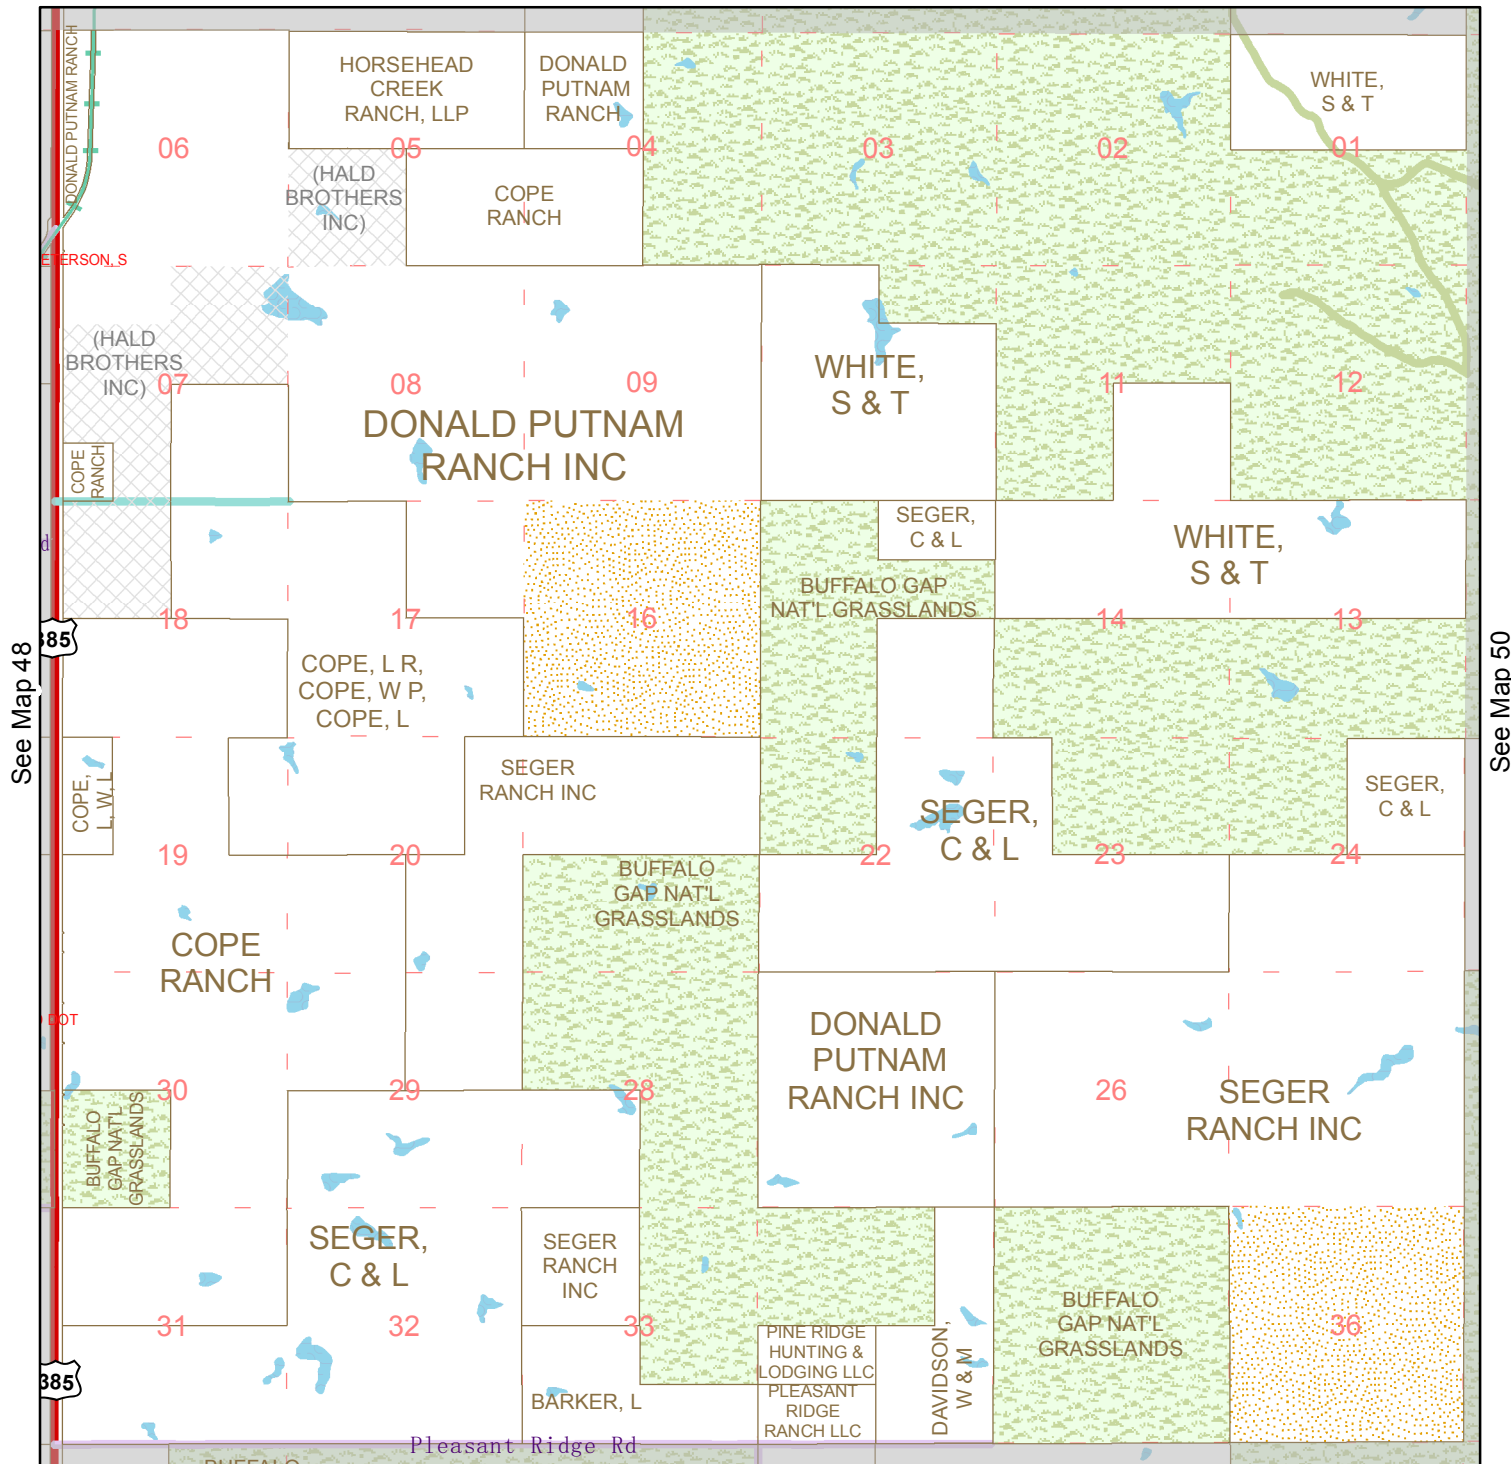 DONALD PUTNAM RANCH
HORSEHEAD
CREEK
RANCH, LLP
DONALD
PUTNAM
RANCH
WHITE,
S & T
06
05
04
03
02
01
(HALD
BROTHERS
INC)
COPE
RANCH
ETERSON, S
(HALD
BROTHERS
INC)
07
08
09
WHITE,
S & T
11
12
DONALD PUTNAM
RANCH INC
COPE
RANCH
SEGER,
C & L
WHITE,
S & T
d
BUFFALO GAP
NAT'L GRASSLANDS
18
17
16
14
13
385
See Map 48
See Map 50
COPE, L R,
COPE, W P,
COPE, L
SEGER
RANCH INC
COPE,
L, W, L
SEGER,
C & L
SEGER,
C & L
19
20
22
23
24
BUFFALO
GAP NAT'L
GRASSLANDS
COPE
RANCH
DOT
DONALD
PUTNAM
RANCH INC
SEGER
RANCH INC
30
29
28
26
BUFFALO
GAP NAT'L
GRASSLANDS
SEGER,
C & L
SEGER
RANCH
INC
BUFFALO
GAP NAT'L
GRASSLANDS
31
32
33
36
PINE RIDGE
HUNTING &
LODGING LLC
DAVIDSON,
W & M
385
BARKER, L
PLEASANT
RIDGE
RANCH LLC
Pleasant Ridge Rd
BUFFALO